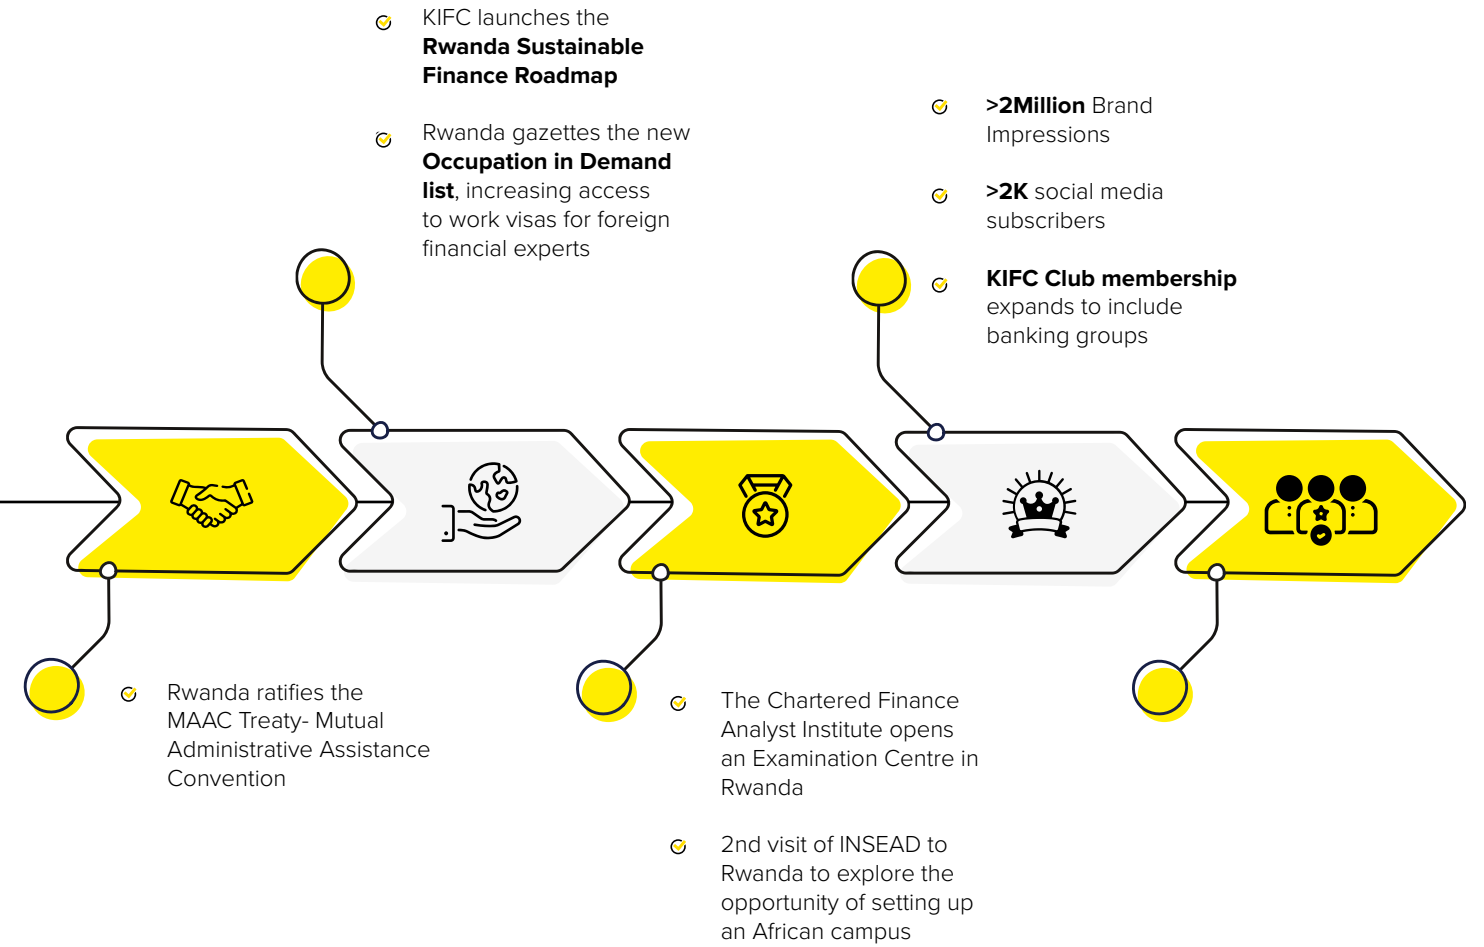 KIFC launches the
Rwanda Sustainable
Finance Roadmap
Rwanda gazettes the new
Occupation in Demand
list, increasing access
to work visas for foreign
financial experts
>2Million Brand
Impressions
>2K social media
subscribers
KIFC Club membership
expands to include
banking groups
Rwanda ratifies the
MAAC Treaty- Mutual
Administrative Assistance
Convention
The Chartered Finance
Analyst Institute opens
an Examination Centre in
Rwanda
2nd visit of INSEAD to
Rwanda to explore the
opportunity of setting up
an African campus